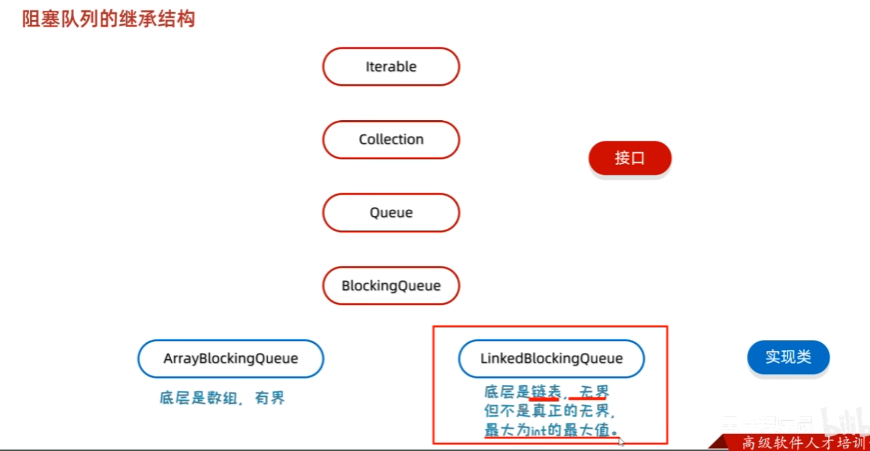 阻塞队列的继承结构
Iterable
Collection
接口
Queue
BlockingQueue
ArrayBlockingQueue
LinkedBlockingQueue
实现类
底层是数组，有界
底层是链表，无界
但不是真正的无界，
最大为int的最大值。
高级软件人才培训